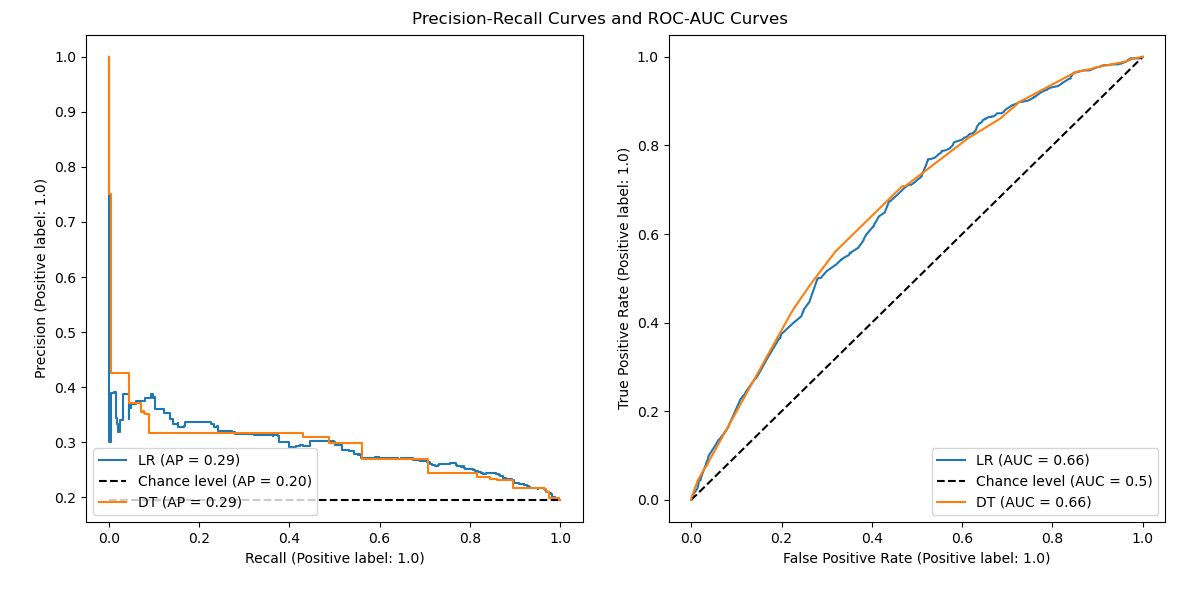 Precision-Recall Curves and ROC-AUC Curves
Precision (Positive label: 1.0)
1.0
0.9
0.8
0.7
0.6
0.5
0.4
0.3
0.2
LR (AP = 0.29)
Chance level (AP = 0.20)
DT (AP = 0.29)
0.0 0.2 0.4 0.6 0.8 1.0
Recall (Positive label: 1.0)
True Positive Rate (Positive label: 1.0)
1.0
0.8
0.6
0.4
0.2
0.0
LR (AUC = 0.66)
Chance level (AUC = 0.5)
DT (AUC = 0.66)
0.0 0.2 0.4 0.6 0.8 1.0
False Positive Rate (Positive label: 1.0)